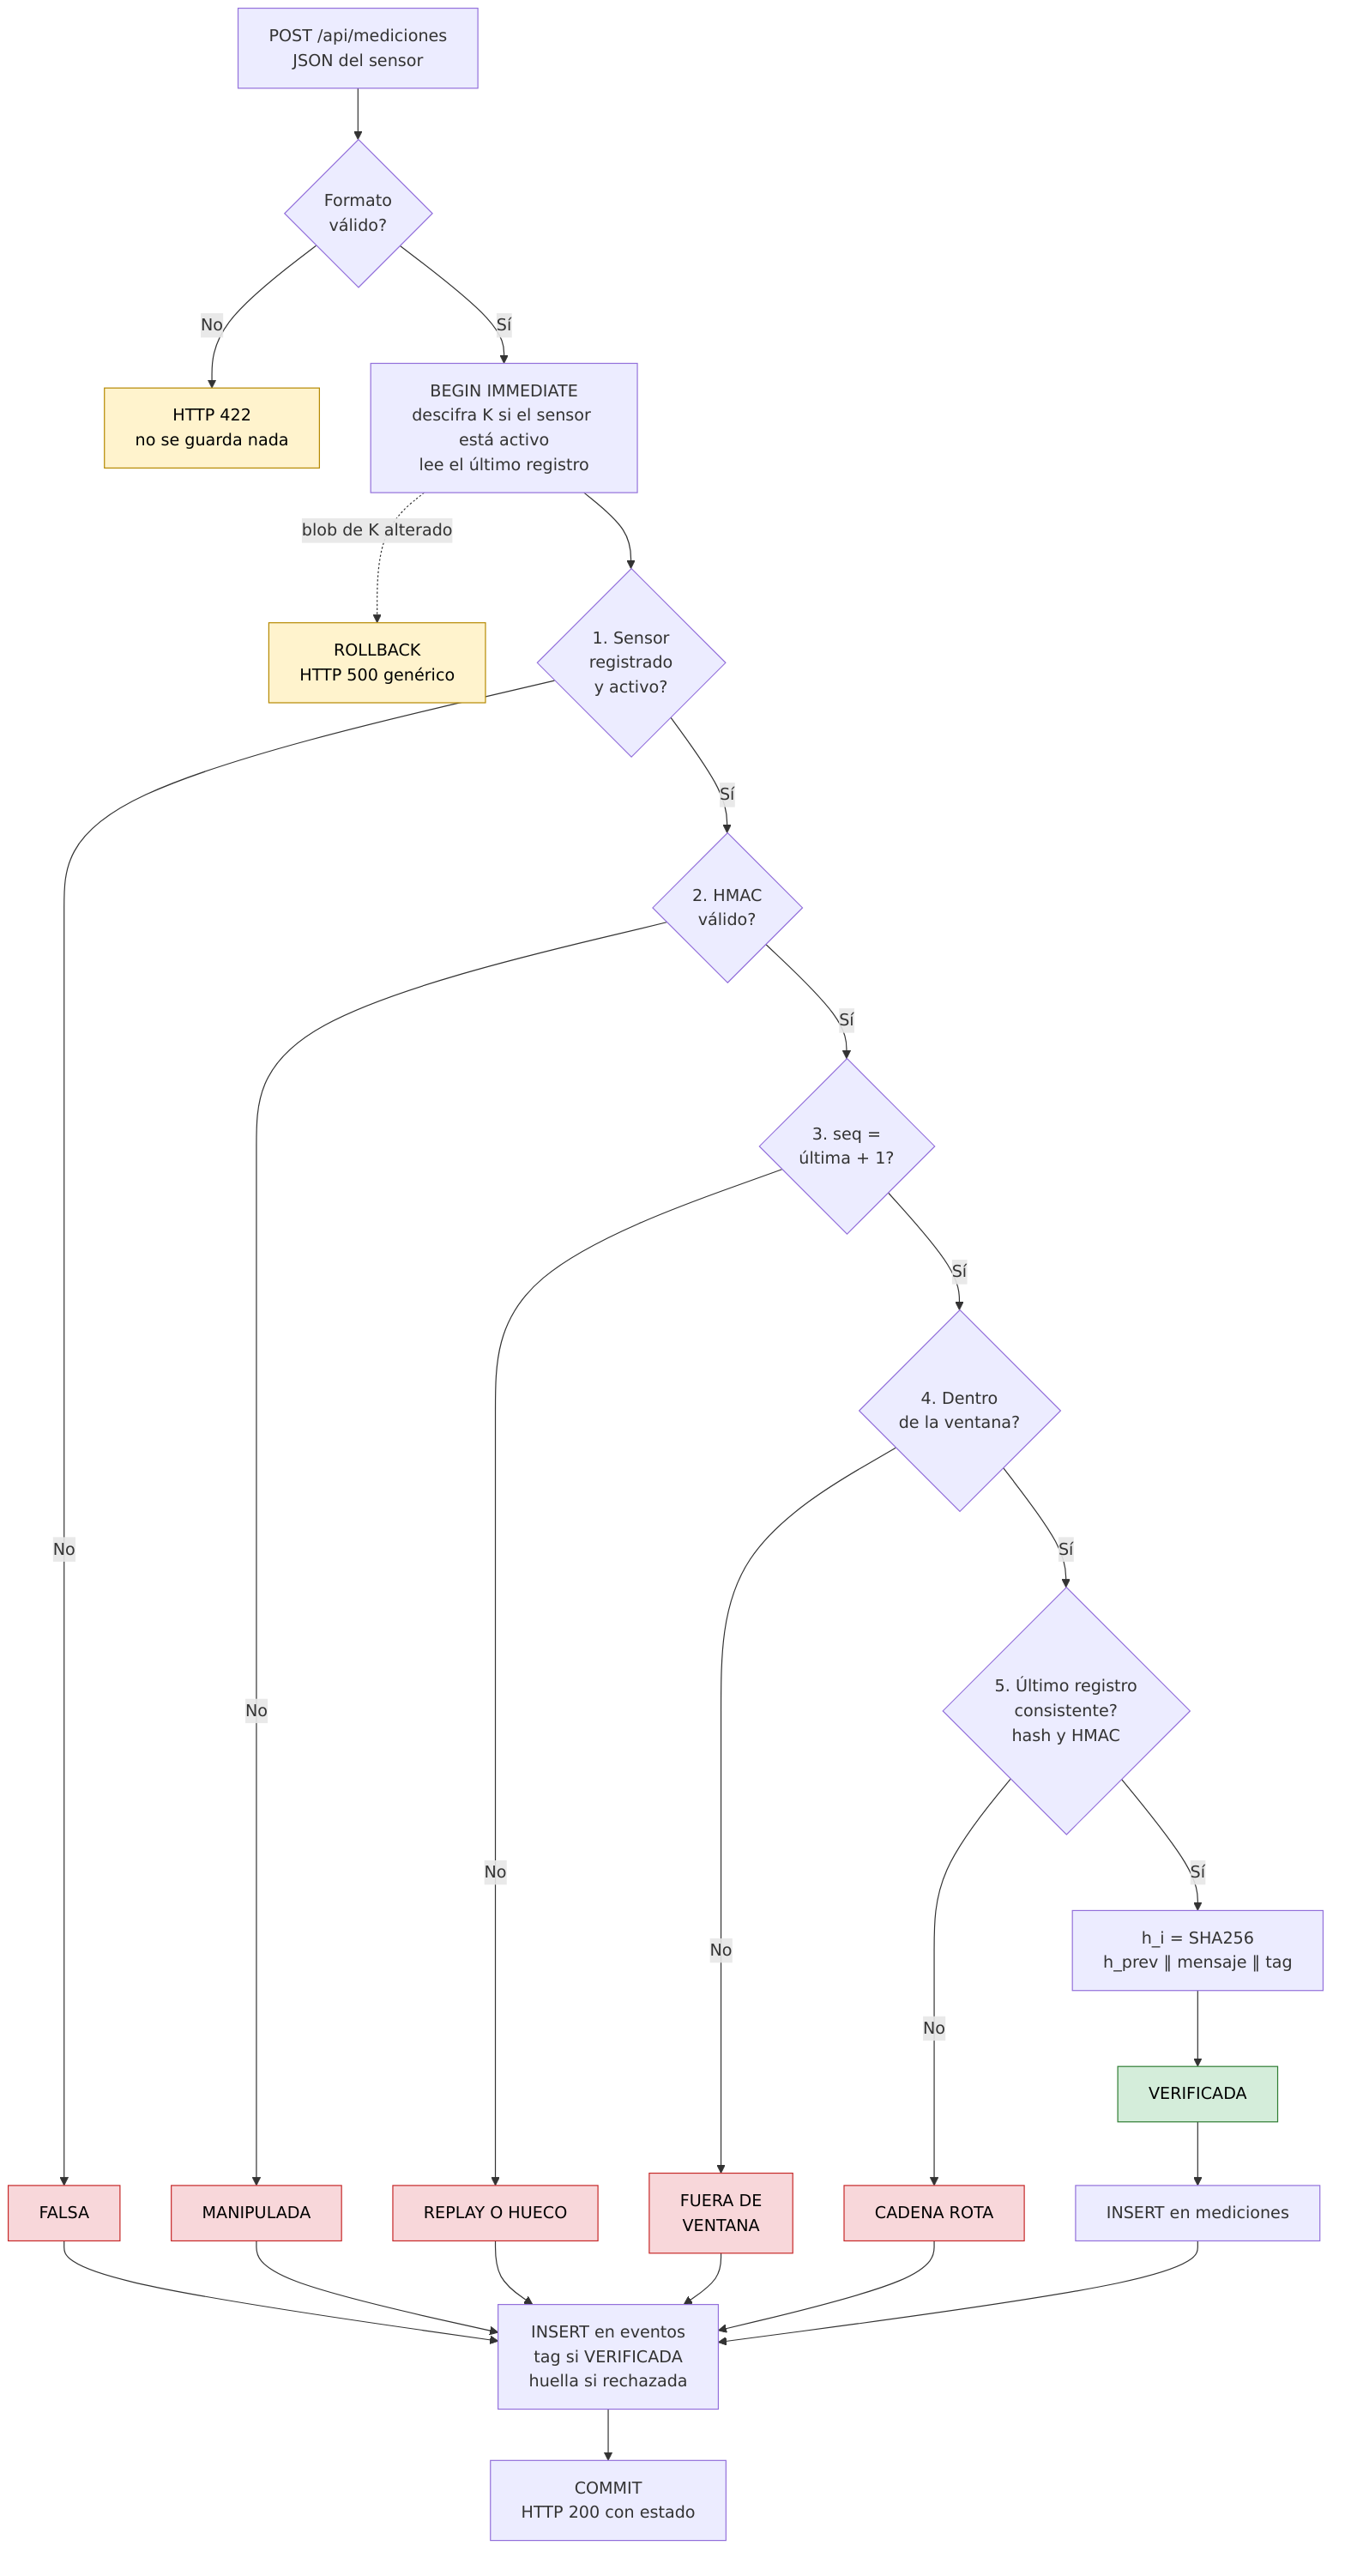 POST /api/mediciones
JSON del sensor
Formato
válido?
No
Sí
HTTP 422
no se guarda nada
BEGIN IMMEDIATE
descifra K si el sensor
está activo
lee el último registro
blob de K alterado
ROLLBACK
HTTP 500 genérico
1. Sensor
registrado
y activo?
Sí
2. HMAC
válido?
Sí
3. seq =
última + 1?
Sí
4. Dentro
de la ventana?
No
Sí
5. Último registro
consistente?
hash y HMAC
No
No
Sí
h_i = SHA256
h_prev ‖ mensaje ‖ tag
No
No
VERIFICADA
FALSA
MANIPULADA
REPLAY O HUECO
FUERA DE
VENTANA
CADENA ROTA
INSERT en mediciones
INSERT en eventos
tag si VERIFICADA
huella si rechazada
COMMIT
HTTP 200 con estado